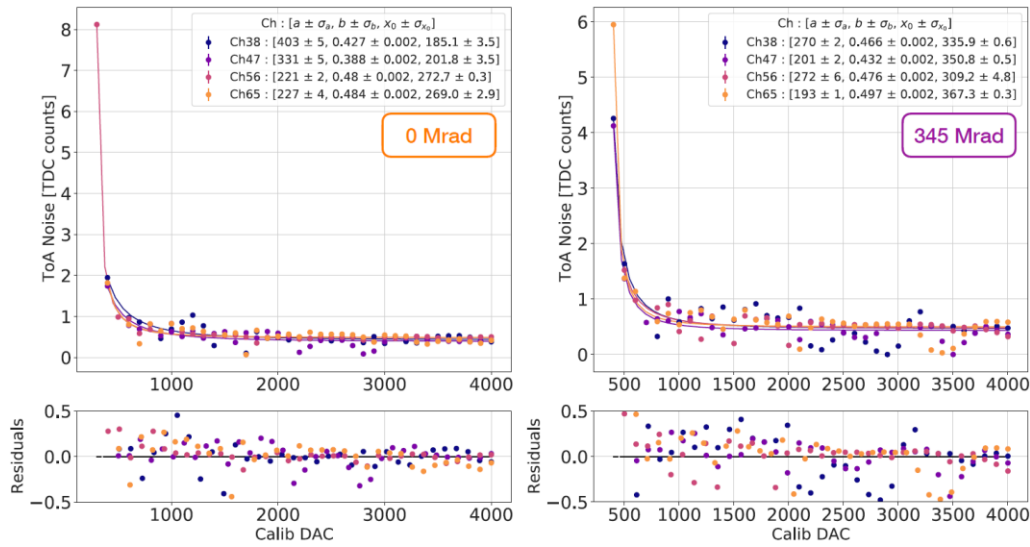 Ch : [a ± σₐ, b ± σ_b, x₀ ± σₓ₀]
Ch38 : [403 ± 5, 0.427 ± 0.002, 185.1 ± 3.5]
Ch47 : [331 ± 5, 0.388 ± 0.002, 201.8 ± 3.5]
Ch56 : [221 ± 2, 0.48 ± 0.002, 272.7 ± 0.3]
Ch65 : [227 ± 4, 0.484 ± 0.002, 269.0 ± 2.9]
0 Mrad
ToA Noise [TDC counts]
8
7
6
5
4
3
2
1
0
1000 2000 3000 4000
Residuals
0.5
0.0
−0.5
1000 2000 3000 4000
Calib DAC
Ch : [a ± σₐ, b ± σ_b, x₀ ± σₓ₀]
Ch38 : [270 ± 2, 0.466 ± 0.002, 335.9 ± 0.6]
Ch47 : [201 ± 2, 0.432 ± 0.002, 350.8 ± 0.5]
Ch56 : [272 ± 6, 0.476 ± 0.002, 309.2 ± 4.8]
Ch65 : [193 ± 1, 0.497 ± 0.002, 367.3 ± 0.3]
345 Mrad
ToA Noise [TDC counts]
6
5
4
3
2
1
0
500 1000 1500 2000 2500 3000 3500 4000
Residuals
0.5
0.0
−0.5
500 1000 1500 2000 2500 3000 3500 4000
Calib DAC